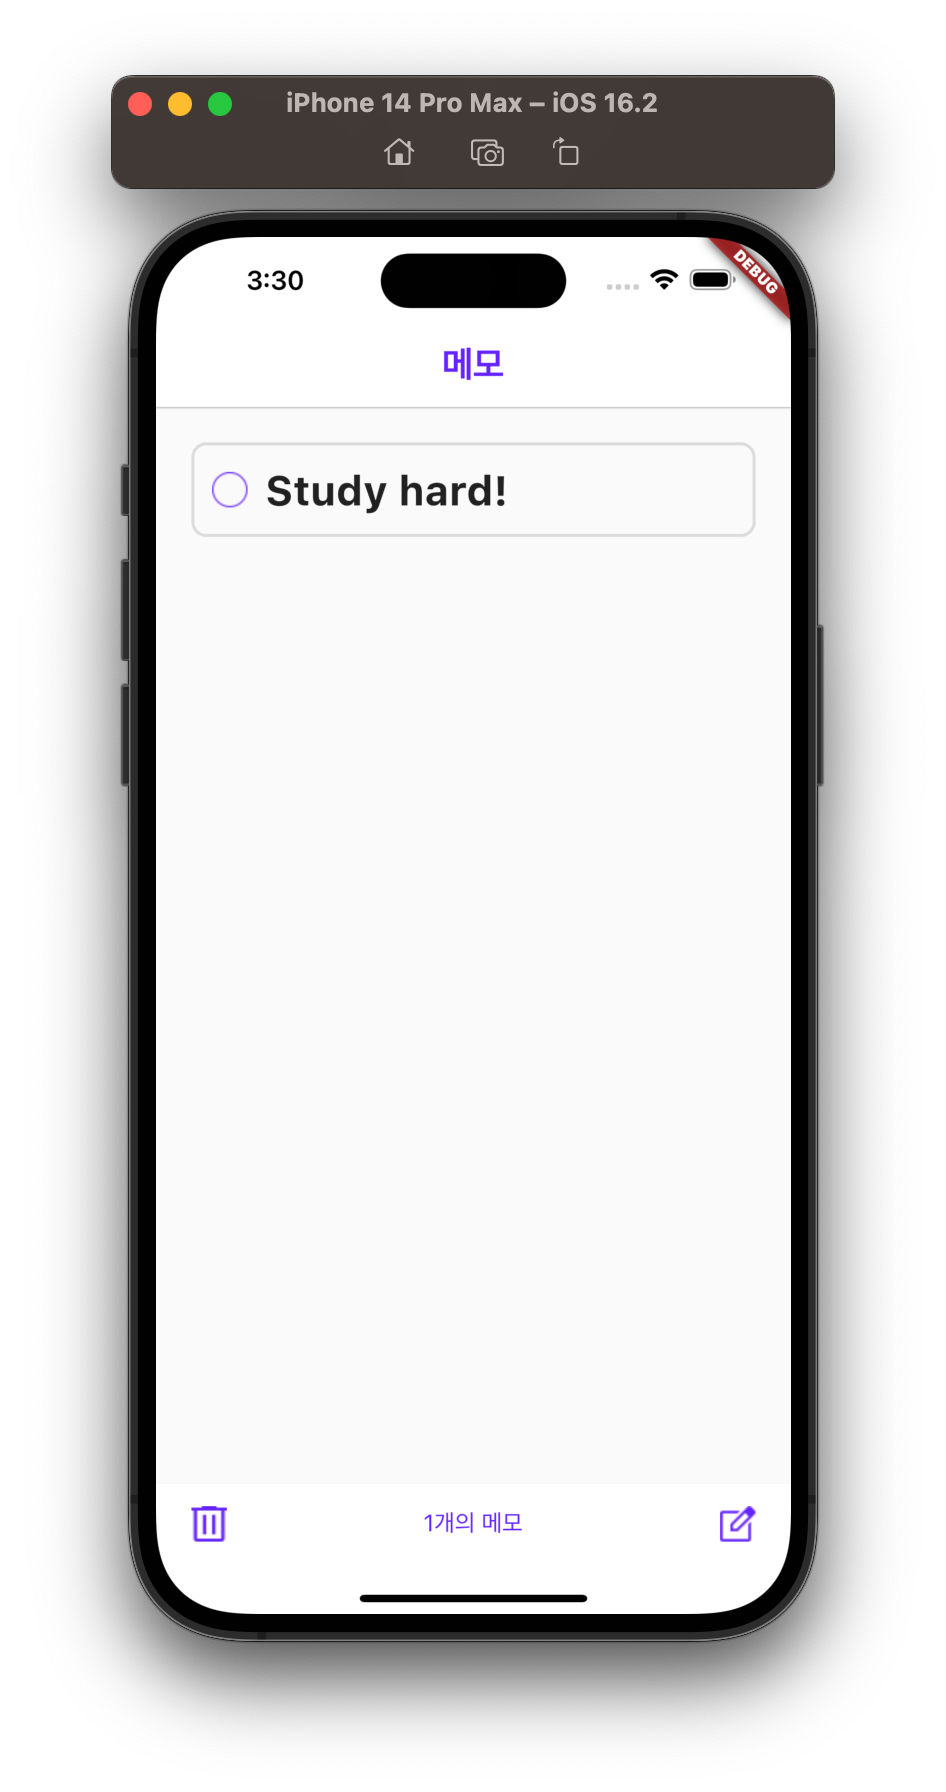 iPhone 14 Pro Max – iOS 16.2
3:30
DEBUG
메모
Study hard!
1개의 메모